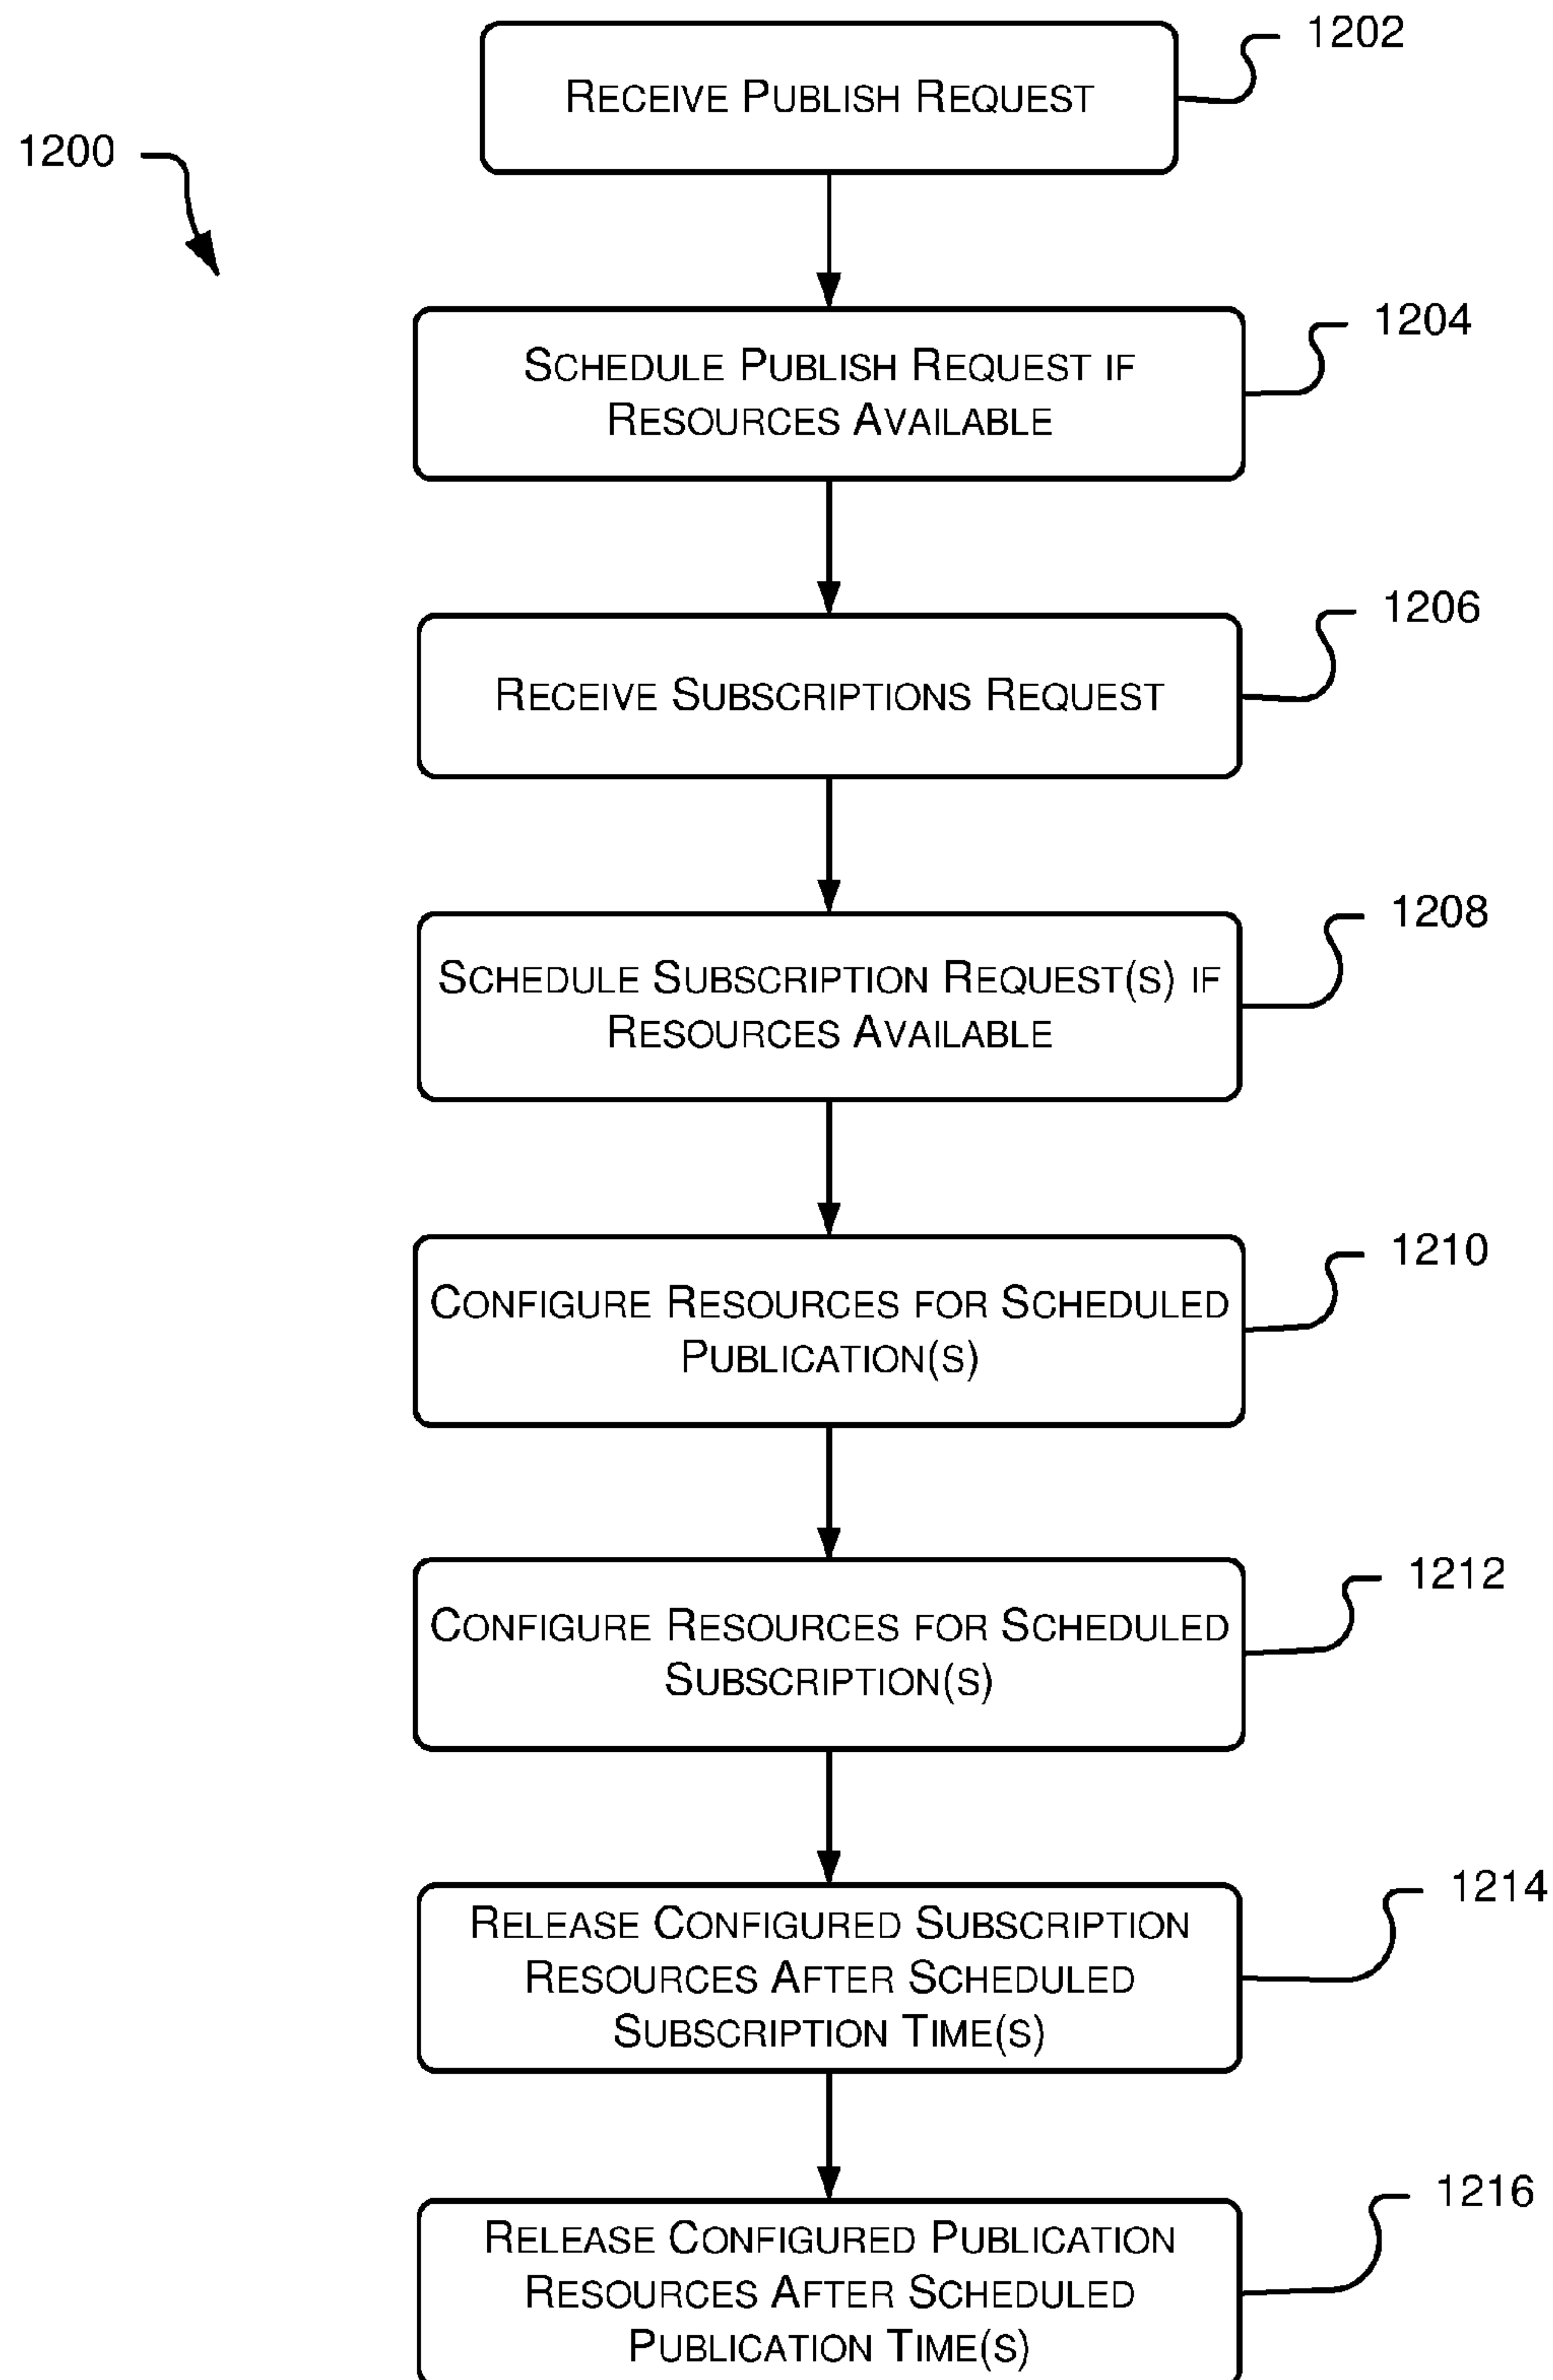 1202
RECEIVE PUBLISH REQUEST
1200
1204
SCHEDULE PUBLISH REQUEST IF
RESOURCES AVAILABLE
1206
RECEIVE SUBSCRIPTIONS REQUEST
1208
SCHEDULE SUBSCRIPTION REQUEST(S) IF
RESOURCES AVAILABLE
1210
CONFIGURE RESOURCES FOR SCHEDULED
PUBLICATION(S)
1212
CONFIGURE RESOURCES FOR SCHEDULED
SUBSCRIPTION(S)
1214
RELEASE CONFIGURED SUBSCRIPTION
RESOURCES AFTER SCHEDULED
SUBSCRIPTION TIME(S)
1216
RELEASE CONFIGURED PUBLICATION
RESOURCES AFTER SCHEDULED
PUBLICATION TIME(S)